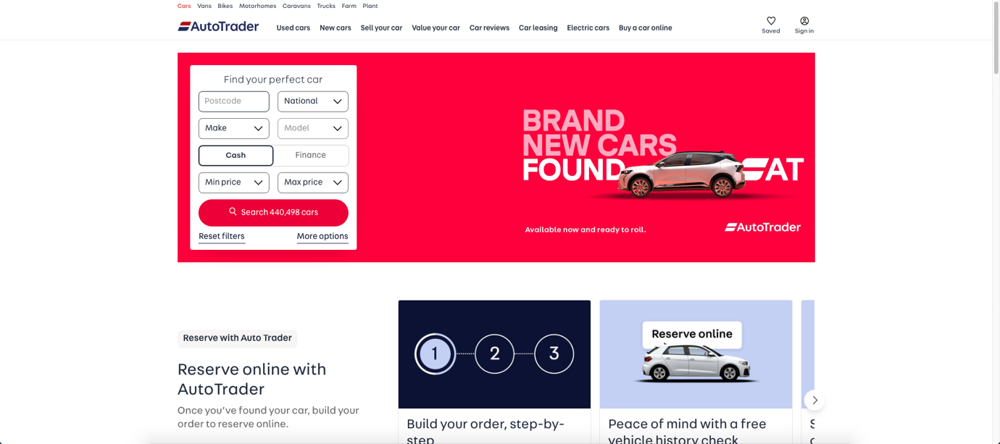 Cars Vans Bikes Motorhomes Caravans Trucks Farm Plant
AutoTrader
Used cars New cars Sell your car Value your car Car reviews Car leasing Electric cars Buy a car online
Saved
Sign in
Find your perfect car
Postcode National
Make Model
Cash Finance
Min price Max price
Search 440,498 cars
Reset filters More options
BRAND
NEW CARS
FOUND
AT
Available now and ready to roll.
AutoTrader
Reserve with Auto Trader
Reserve online with
AutoTrader
Once you've found your car, build your
order to reserve online.
1 2 3
Build your order, step-by-
step
Reserve online
Peace of mind with a free
vehicle history check